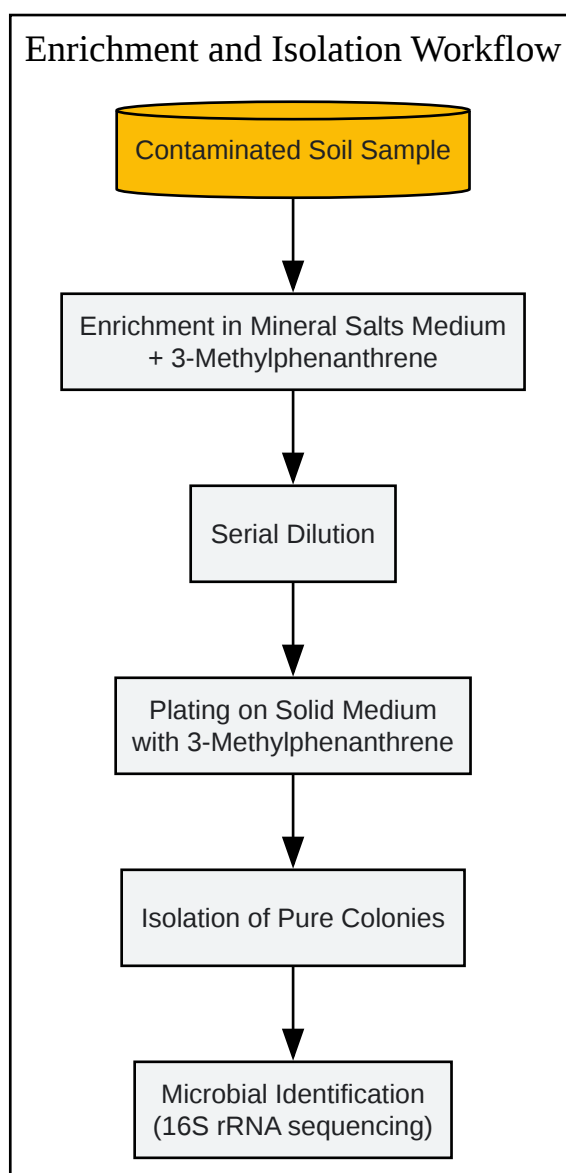 Enrichment and Isolation Workflow
Contaminated Soil Sample
Enrichment in Mineral Salts Medium
+ 3-Methylphenanthrene
Serial Dilution
Plating on Solid Medium
with 3-Methylphenanthrene
Isolation of Pure Colonies
Microbial Identification
(16S rRNA sequencing)